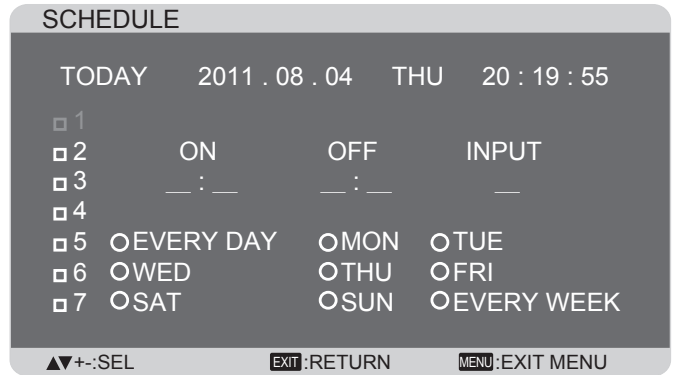 SCHEDULE
TODAY 2011 . 08 . 04 THU 20 : 19 : 55
1
2 ON OFF INPUT
3 __ : __ __ : __ __
4
5 EVERY DAY MON TUE
6 WED THU FRI
7 SAT SUN EVERY WEEK
▲▼+-:SEL EXIT:RETURN MENU:EXIT MENU